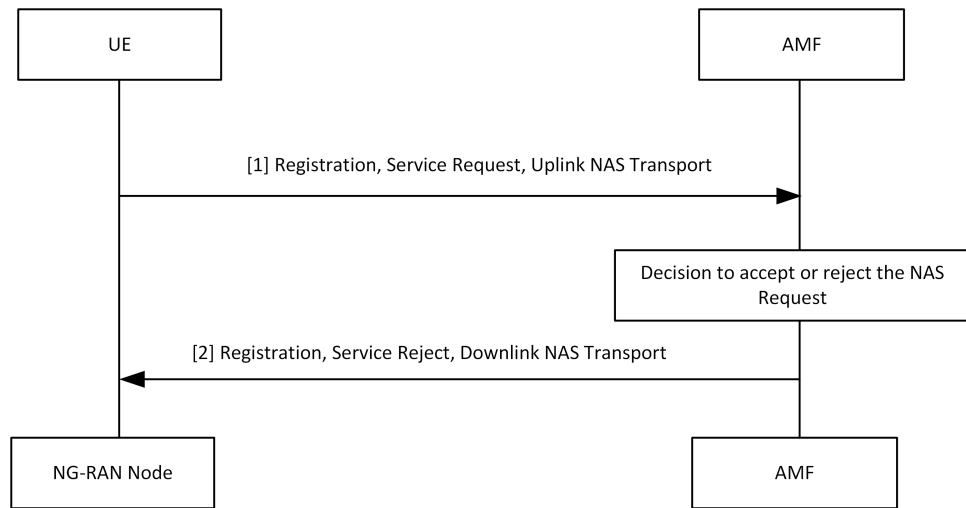 UE
AMF
[1] Registration, Service Request, Uplink NAS Transport
Decision to accept or reject the NAS
Request
[2] Registration, Service Reject, Downlink NAS Transport
NG-RAN Node
AMF